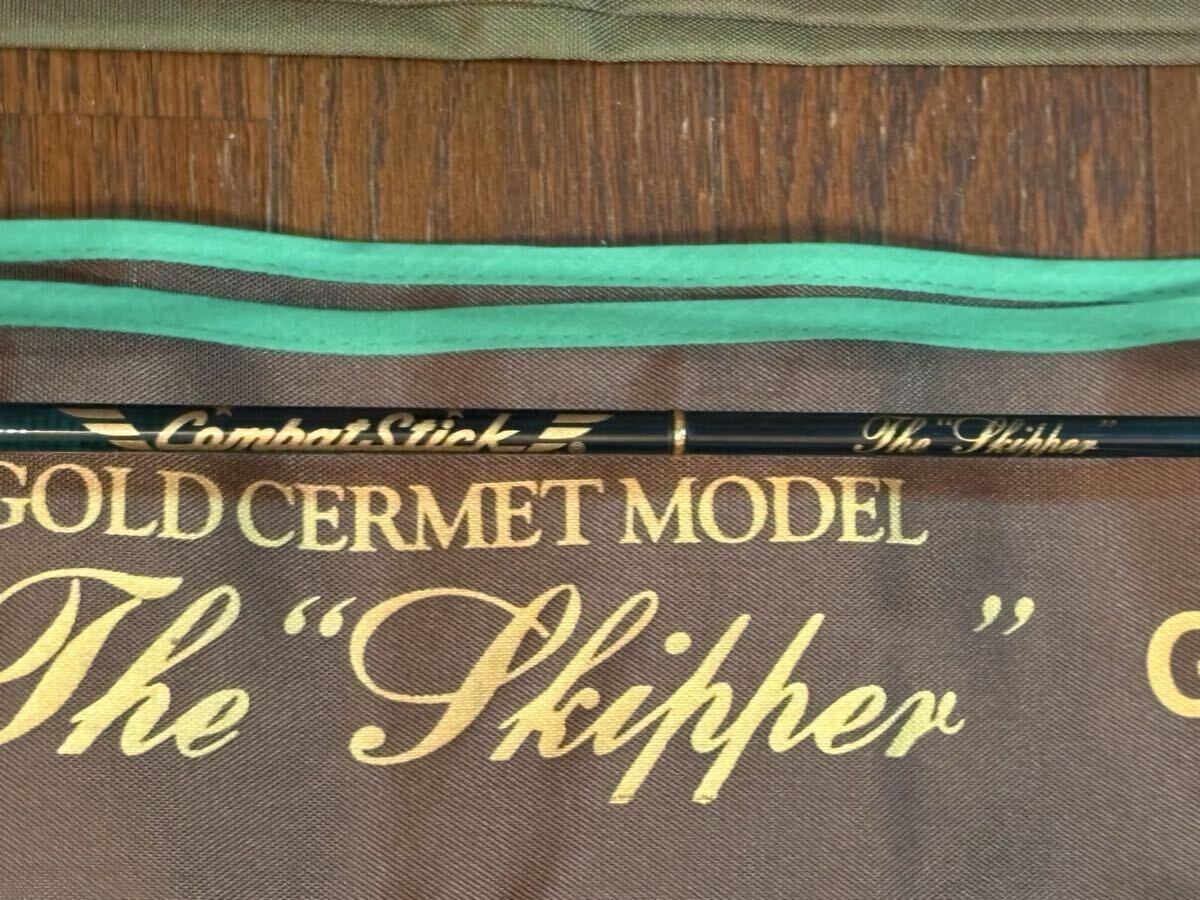 Combat Stick ® The "Skipper"
GOLD CERMET MODEL
The "Skipper"